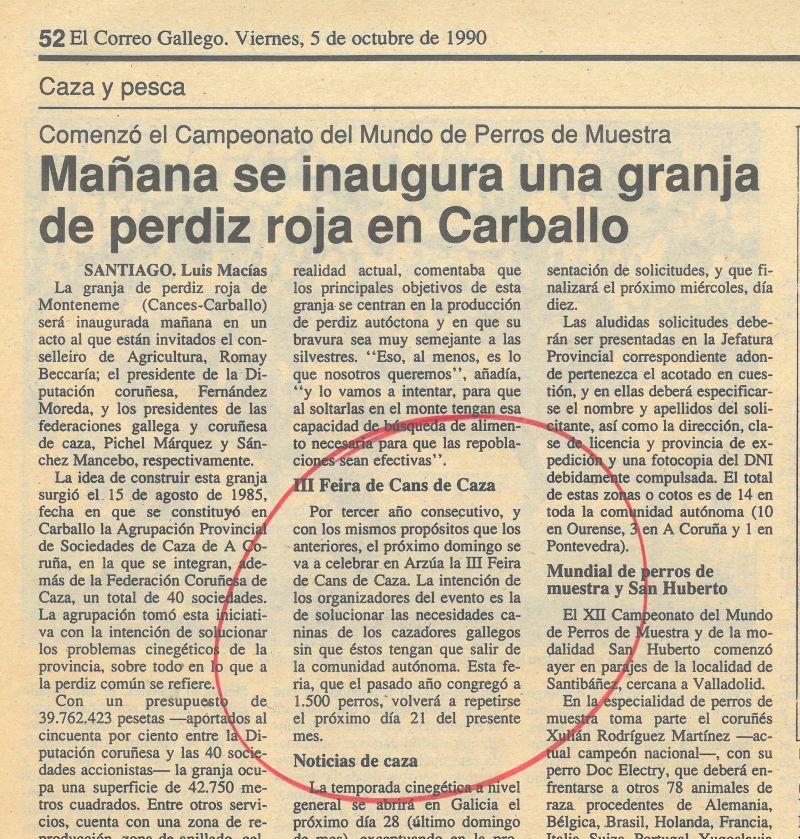 52 El Correo Gallego. Viernes, 5 de octubre de 1990
Caza y pesca
Comenzó el Campeonato del Mundo de Perros de Muestra
Mañana se inaugura una granja
de perdiz roja en Carballo
SANTIAGO. Luis Macías
La granja de perdiz roja de
Monteneme (Cances-Carballo)
será inaugurada mañana en un
acto al que están invitados el con-
selleiro de Agricultura, Romay
Beccaría; el presidente de la Di-
putación coruñesa, Fernández
Moreda, y los presidentes de las
federaciones gallega y coruñesa
de caza, Pichel Márquez y Sán-
chez Mancebo, respectivamente.
La idea de construir esta granja
surgió el 15 de agosto de 1985,
fecha en que se constituyó en
Carballo la Agrupación Provincial
de Sociedades de Caza de A Co-
ruña, en la que se integran, ade-
más de la Federación Coruñesa de
Caza, un total de 40 sociedades.
La agrupación tomó esta iniciati-
va con la intención de solucionar
los problemas cinegéticos de la
provincia, sobre todo en lo que a
la perdiz común se refiere.
Con un presupuesto de
39.762.423 pesetas —aportados al
cincuenta por ciento entre la Di-
putación coruñesa y las 40 socie-
dades accionistas— la granja ocu-
pa una superficie de 42.750 me-
tros cuadrados. Entre otros servi-
cios, cuenta con una zona de re-
producción, zona de anillado, cel-
realidad actual, comentaba que
los principales objetivos de esta
granja se centran en la producción
de perdiz autóctona y en que su
bravura sea muy semejante a las
silvestres. “Eso, al menos, es lo
que nosotros queremos”, añadía,
“y lo vamos a intentar, para que
al soltarlas en el monte tengan esa
capacidad de búsqueda de alimen-
to necesaria para que las repobla-
ciones sean efectivas”.
III Feira de Cans de Caza
Por tercer año consecutivo, y
con los mismos propósitos que los
anteriores, el próximo domingo se
va a celebrar en Arzúa la III Feira
de Cans de Caza. La intención de
los organizadores del evento es la
de solucionar las necesidades ca-
ninas de los cazadores gallegos
sin que éstos tengan que salir de
la comunidad autónoma. Esta fe-
ria, que el pasado año congregó a
1.500 perros, volverá a repetirse
el próximo día 21 del presente
mes.
Noticias de caza
La temporada cinegética a nivel
general se abrirá en Galicia el
próximo día 28 (último domingo
de mes), exceptuando en la pro-
sentación de solicitudes, y que fi-
nalizará el próximo miércoles, día
diez.
Las aludidas solicitudes debe-
rán ser presentadas en la Jefatura
Provincial correspondiente adon-
de pertenezca el acotado en cues-
tión, y en ellas deberá especificar-
se el nombre y apellidos del soli-
citante, así como la dirección, cla-
se de licencia y provincia de ex-
pedición y una fotocopia del DNI
debidamente compulsada. El total
de estas zonas o cotos es de 14 en
toda la comunidad autónoma (10
en Ourense, 3 en A Coruña y 1 en
Pontevedra).
Mundial de perros de
muestra y San Huberto
El XII Campeonato del Mundo
de Perros de Muestra y de la mo-
dalidad San Huberto comenzó
ayer en parajes de la localidad de
Santibáñez, cercana a Valladolid.
En la especialidad de perros de
muestra toma parte el coruñés
Xulián Rodríguez Martínez —ac-
tual campeón nacional—, con su
perro Doc Electry, que deberá en-
frentarse a otros 78 animales de
raza procedentes de Alemania,
Bélgica, Brasil, Holanda, Francia,
Italia, Suiza, Portugal, Yugoslavia